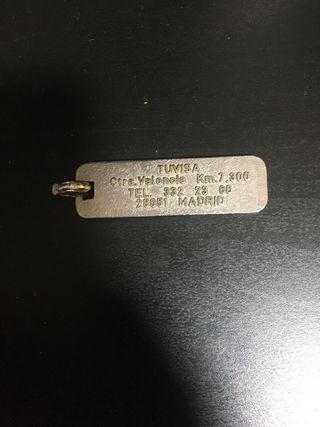 TUVISA
Ctra.Valencia Km.7,300
TEL. 332 23 00
28051 MADRID